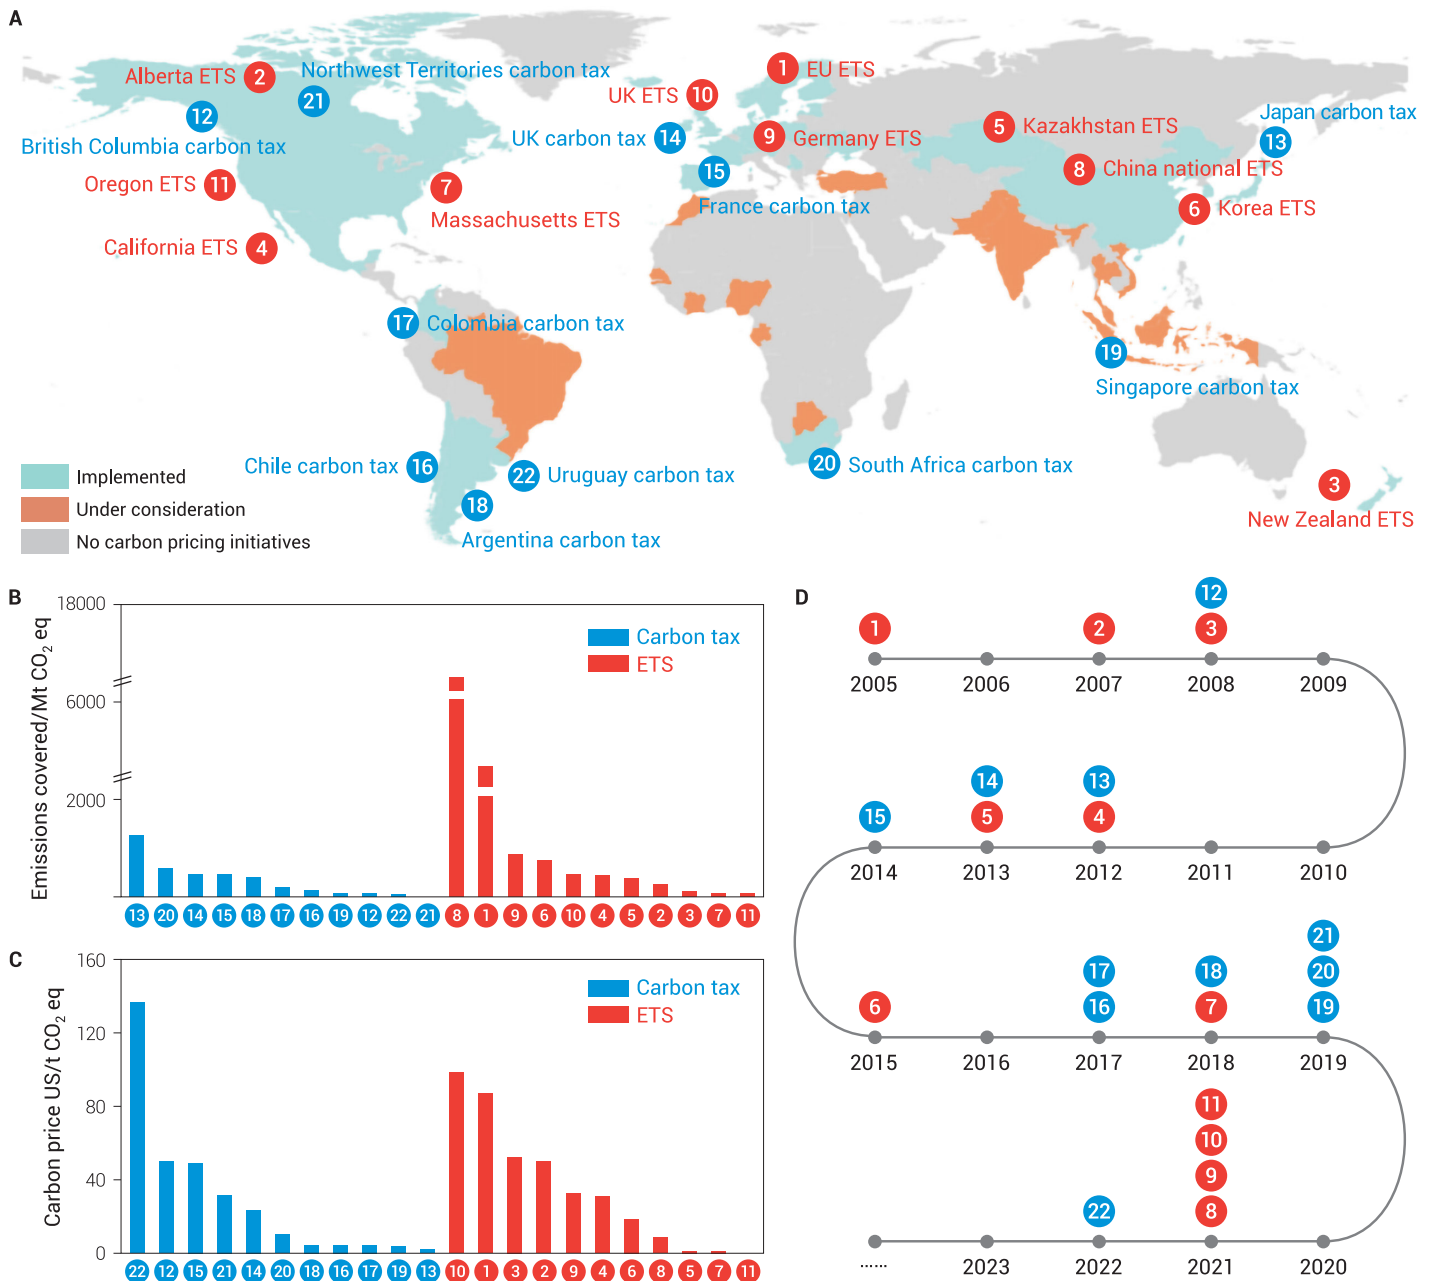 A
Alberta ETS 2
Northwest Territories carbon tax
21
12
British Columbia carbon tax
Oregon ETS 11
7
Massachusetts ETS
California ETS 4
1 EU ETS
UK ETS 10
UK carbon tax 14
9 Germany ETS
15
France carbon tax
5 Kazakhstan ETS
Japan carbon tax
13
8 China national ETS
6 Korea ETS
17 Colombia carbon tax
19
Singapore carbon tax
Chile carbon tax 16
22 Uruguay carbon tax
18
Argentina carbon tax
20 South Africa carbon tax
3
New Zealand ETS
Implemented
Under consideration
No carbon pricing initiatives
B
Emissions covered/Mt CO₂ eq
18000
6000
2000
Carbon tax
ETS
13 20 14 15 18 17 16 19 12 22 21 8 1 9 6 10 4 5 2 3 7 11
C
Carbon price US/t CO₂ eq
160
120
80
40
0
Carbon tax
ETS
22 12 15 21 14 20 18 16 17 19 13 10 1 3 2 9 4 6 8 5 7 11
D
12
1 2 3
2005 2006 2007 2008 2009
14 13
15 5 4
2014 2013 2012 2011 2010
21
17 18 20
6 16 7 19
2015 2016 2017 2018 2019
11
10
9
22 8
...... 2023 2022 2021 2020